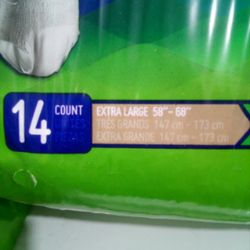 14 COUNT
EXTRA LARGE 58"- 68"
TRÈS GRANDS 147 cm - 173 cm
EXTRA GRANDE 147 cm - 173 cm